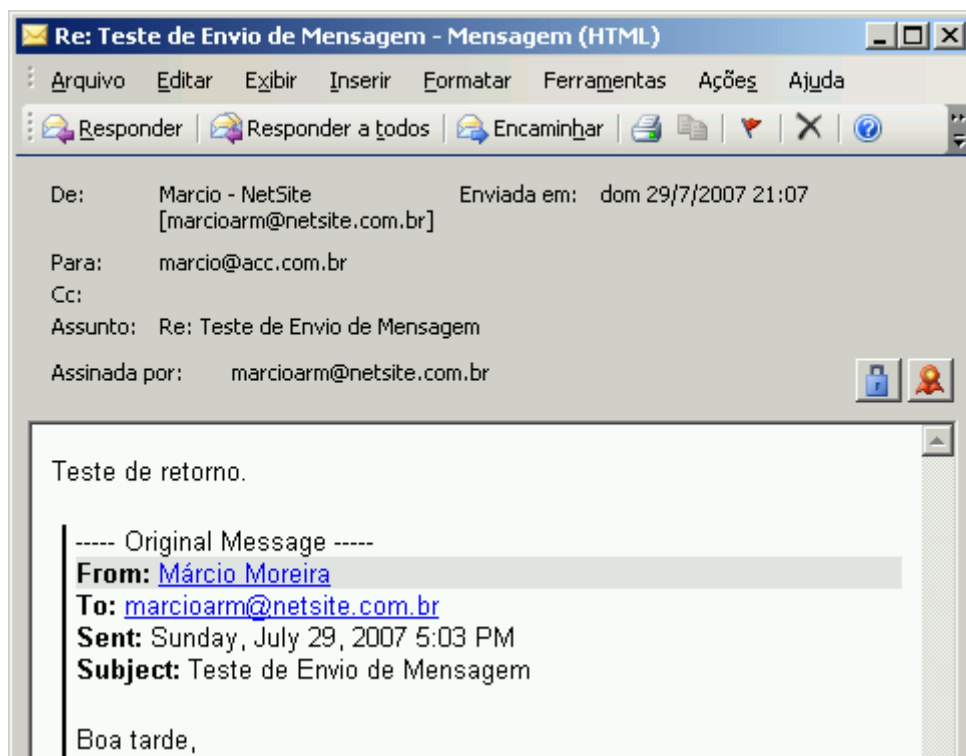 Re: Teste de Envio de Mensagem - Mensagem (HTML)
Arquivo Editar Exibir Inserir Formatar Ferramentas Ações Ajuda
Responder Responder a todos Encaminhar
De: Marcio - NetSite Enviada em: dom 29/7/2007 21:07
[marcioarm@netsite.com.br]
Para: marcio@acc.com.br
Cc:
Assunto: Re: Teste de Envio de Mensagem
Assinada por: marcioarm@netsite.com.br
Teste de retorno.
----- Original Message -----
From: Márcio Moreira
To: marcioarm@netsite.com.br
Sent: Sunday, July 29, 2007 5:03 PM
Subject: Teste de Envio de Mensagem
Boa tarde,